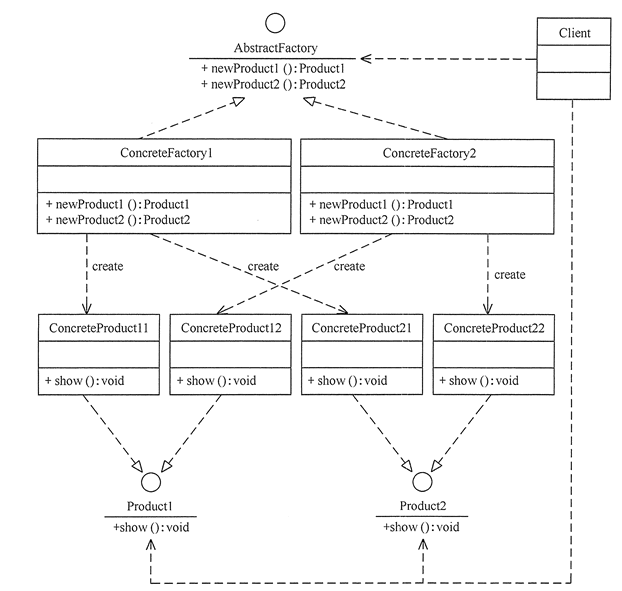 Client
AbstractFactory
+ newProduct1 (): Product1
+ newProduct2 (): Product2
ConcreteFactory1
+ newProduct1 (): Product1
+ newProduct2 (): Product2
ConcreteFactory2
+ newProduct1 (): Product1
+ newProduct2 (): Product2
create
create
create
create
ConcreteProduct11
+ show (): void
ConcreteProduct12
+ show (): void
ConcreteProduct21
+ show (): void
ConcreteProduct22
+ show (): void
Product1
+show (): void
Product2
+show (): void